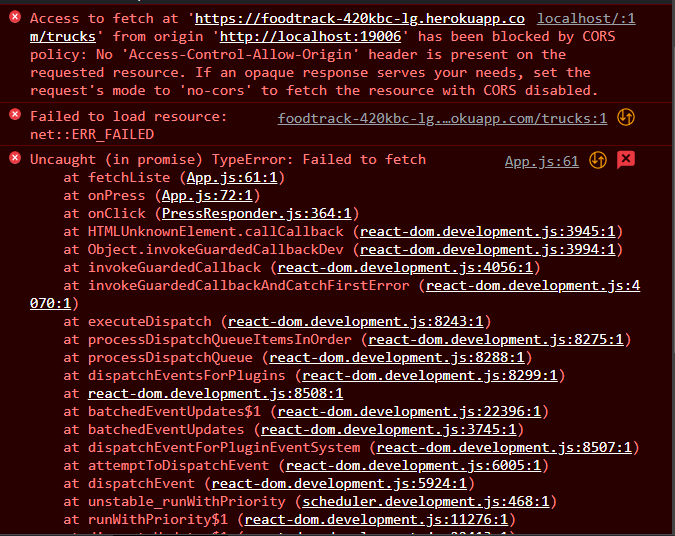 Access to fetch at 'https://foodtrack-420kbc-lg.herokuapp.co localhost/:1
m/trucks' from origin 'http://localhost:19006' has been blocked by CORS
policy: No 'Access-Control-Allow-Origin' header is present on the
requested resource. If an opaque response serves your needs, set the
request's mode to 'no-cors' to fetch the resource with CORS disabled.
Failed to load resource: foodtrack-420kbc-lg.…okuapp.com/trucks:1
net::ERR_FAILED
Uncaught (in promise) TypeError: Failed to fetch App.js:61
at fetchListe (App.js:61:1)
at onPress (App.js:72:1)
at onClick (PressResponder.js:364:1)
at HTMLUnknownElement.callCallback (react-dom.development.js:3945:1)
at Object.invokeGuardedCallbackDev (react-dom.development.js:3994:1)
at invokeGuardedCallback (react-dom.development.js:4056:1)
at invokeGuardedCallbackAndCatchFirstError (react-dom.development.js:4
070:1)
at executeDispatch (react-dom.development.js:8243:1)
at processDispatchQueueItemsInOrder (react-dom.development.js:8275:1)
at processDispatchQueue (react-dom.development.js:8288:1)
at dispatchEventsForPlugins (react-dom.development.js:8299:1)
at react-dom.development.js:8508:1
at batchedEventUpdates$1 (react-dom.development.js:22396:1)
at batchedEventUpdates (react-dom.development.js:3745:1)
at dispatchEventForPluginEventSystem (react-dom.development.js:8507:1)
at attemptToDispatchEvent (react-dom.development.js:6005:1)
at dispatchEvent (react-dom.development.js:5924:1)
at unstable_runWithPriority (scheduler.development.js:468:1)
at runWithPriority$1 (react-dom.development.js:11276:1)